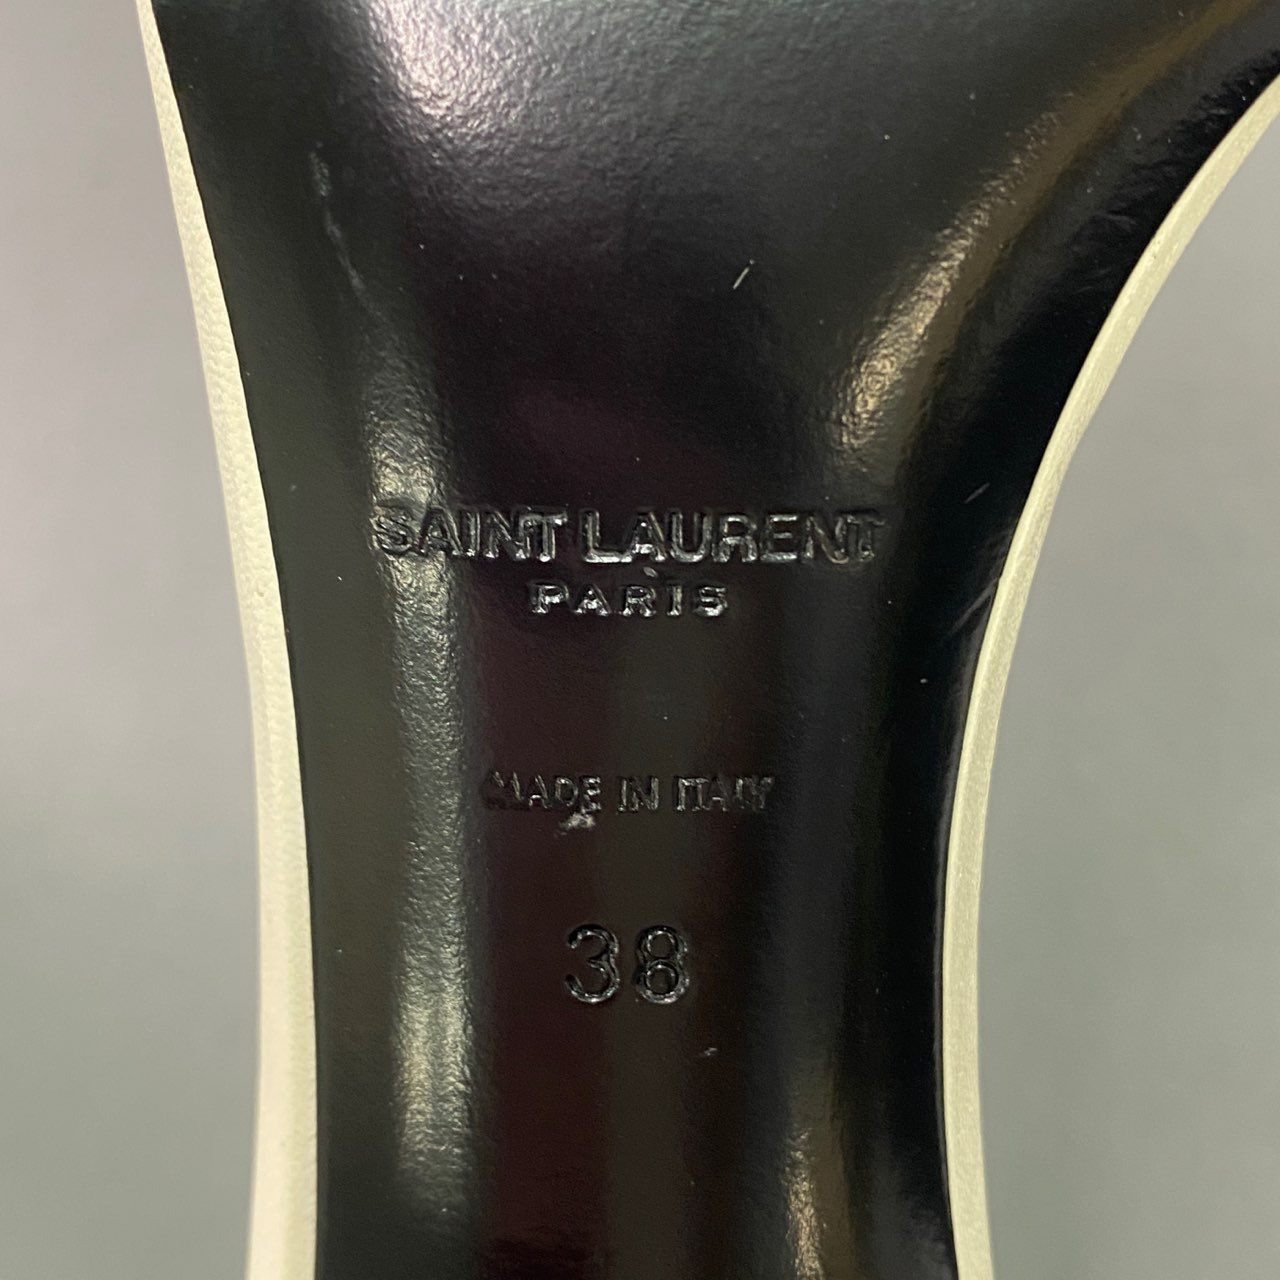 SAINT LAURENT
PARIS
MADE IN ITALY
38